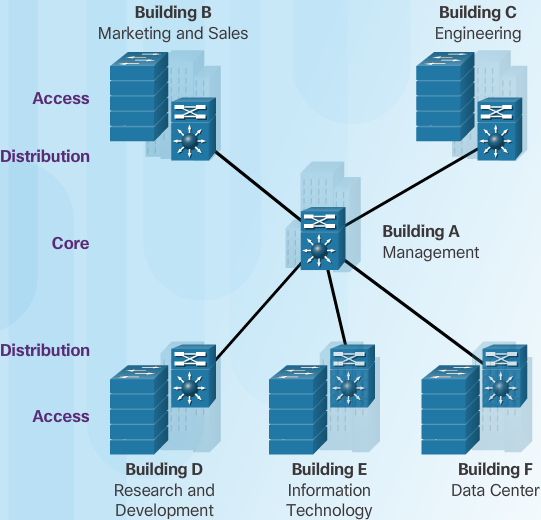 Building B
Marketing and Sales
Building C
Engineering
Access
Distribution
Core
Building A
Management
Distribution
Access
Building D
Research and
Development
Building E
Information
Technology
Building F
Data Center